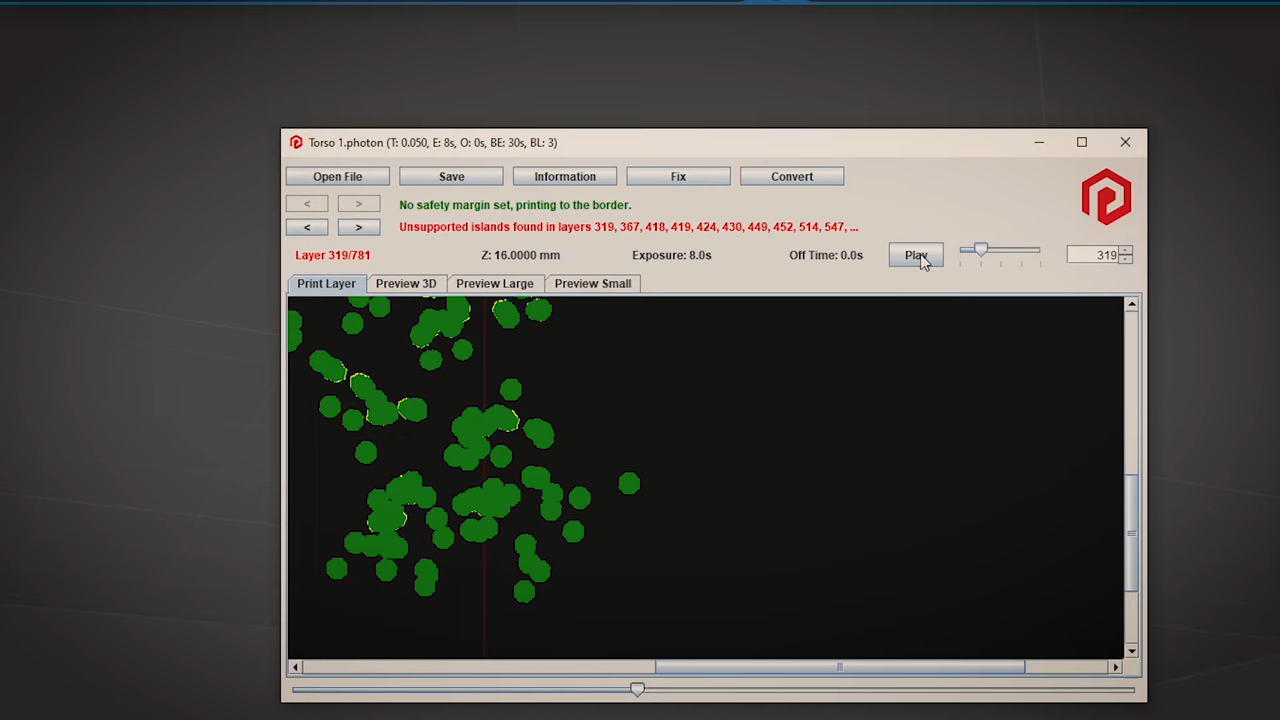 Torso 1.photon (T: 0.050, E: 8s, O: 0s, BE: 30s, BL: 3)
Open File Save Information Fix Convert
< > No safety margin set, printing to the border.
< > Unsupported islands found in layers 319, 367, 418, 419, 424, 430, 449, 452, 514, 547, ...
Layer 319/781 Z: 16.0000 mm Exposure: 8.0s Off Time: 0.0s Play 319
Print Layer Preview 3D Preview Large Preview Small